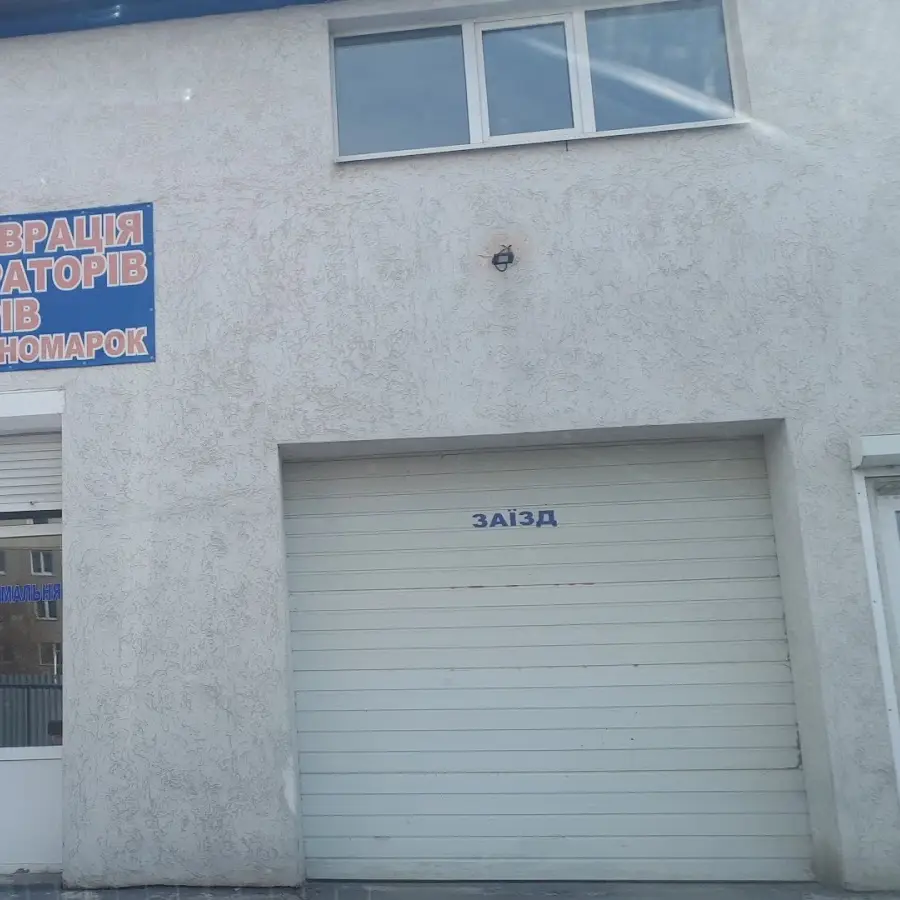 ВРАЦІЯ
РАТОРІВ
ІВ
НОМАРОК
ЗАЇЗД
МАЛЬНЯ